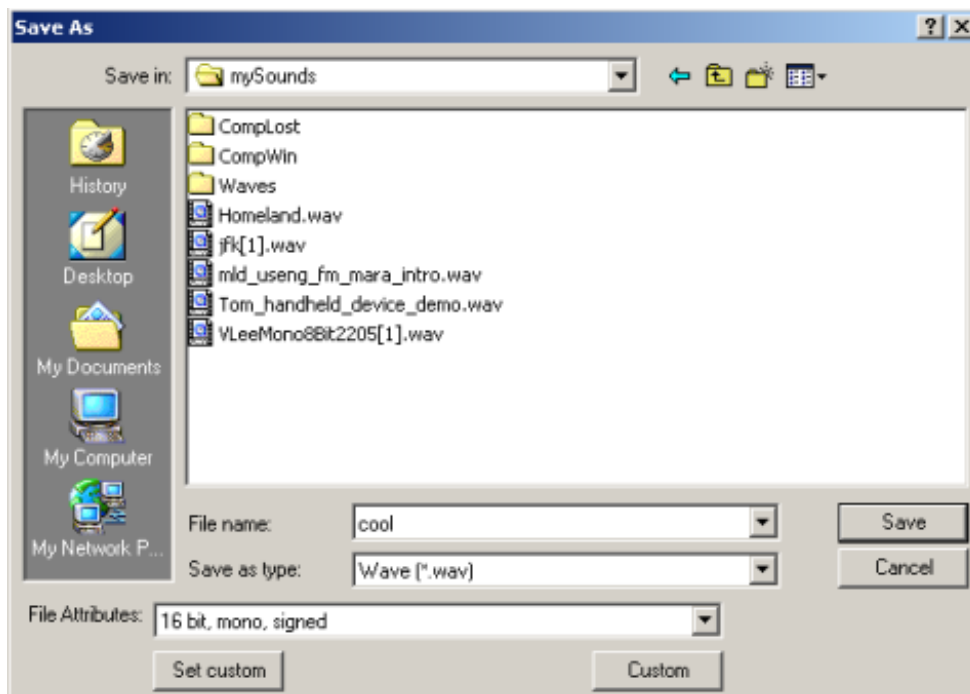 Save As
Save in: mySounds
History
Desktop
My Documents
My Computer
My Network P...
CompLost
CompWin
Waves
Homeland.wav
jfk[1].wav
mld_useng_fm_mara_intro.wav
Tom_handheld_device_demo.wav
VLeeMono8Bit2205[1].wav
File name: cool Save
Save as type: Wave (*.wav) Cancel
File Attributes: 16 bit, mono, signed
Set custom Custom